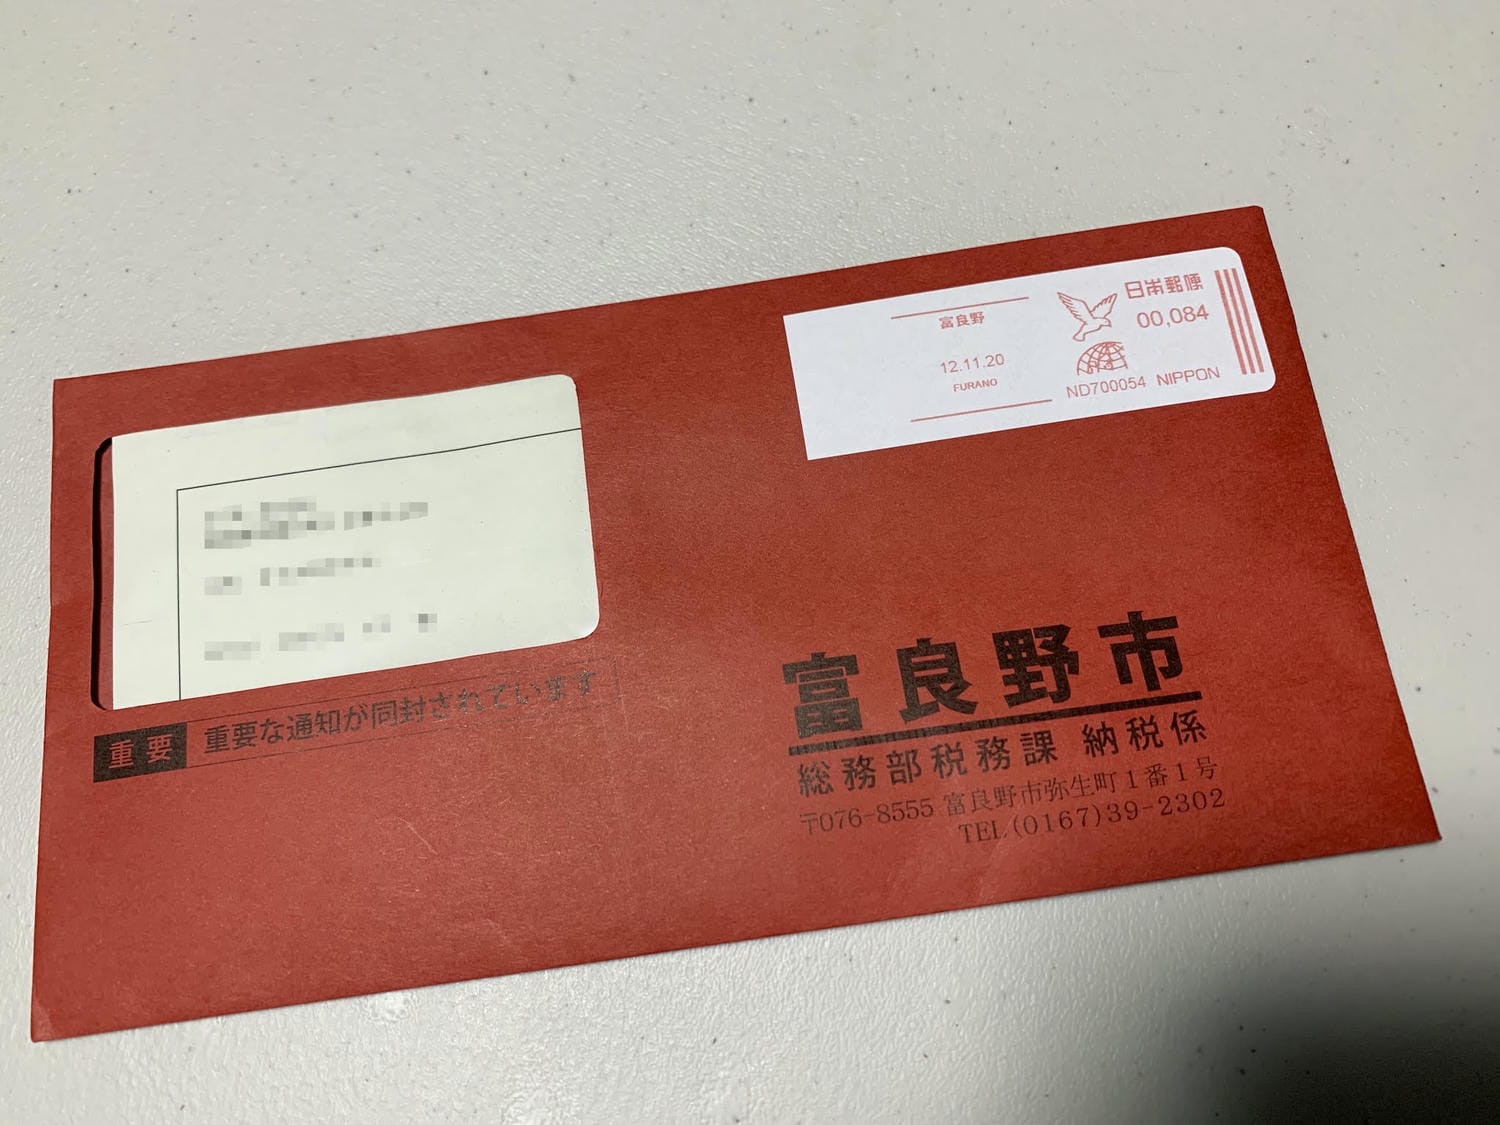 日本郵便
00,084
富良野
12.11.20
FURANO
ND700054 NIPPON
重要 重要な通知が同封されています
富良野市
総務部税務課 納税係
〒076-8555 富良野市弥生町1番1号
TEL(0167)39-2302